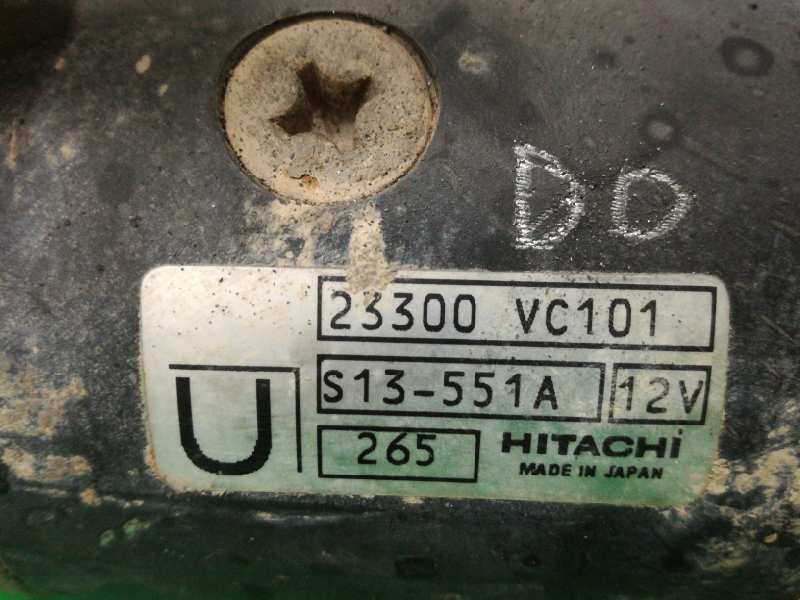 DO
23300 VC101
U
S13-551A 12V
265 HITACHI
MADE IN JAPAN